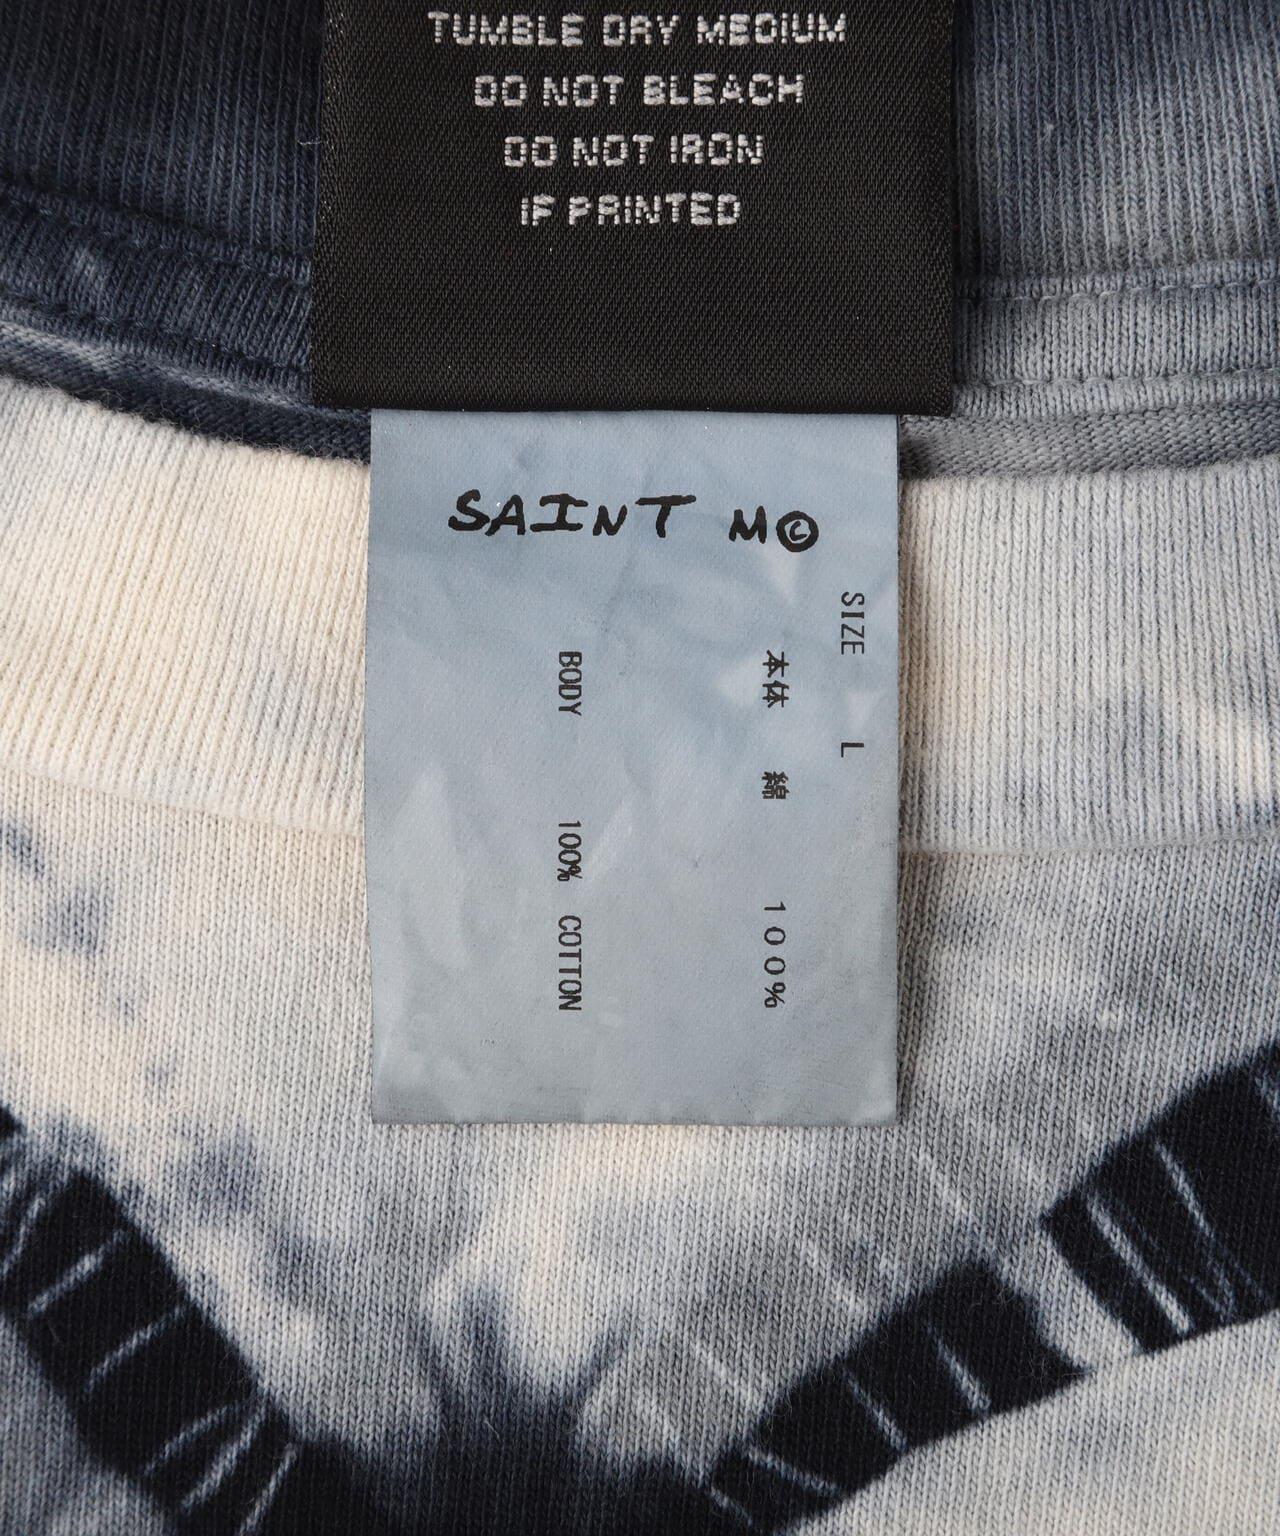 TUMBLE DRY MEDIUM
DO NOT BLEACH
DO NOT IRON
IF PRINTED
SAINT M©
SIZE L
本体 綿 100%
BODY 100% COTTON